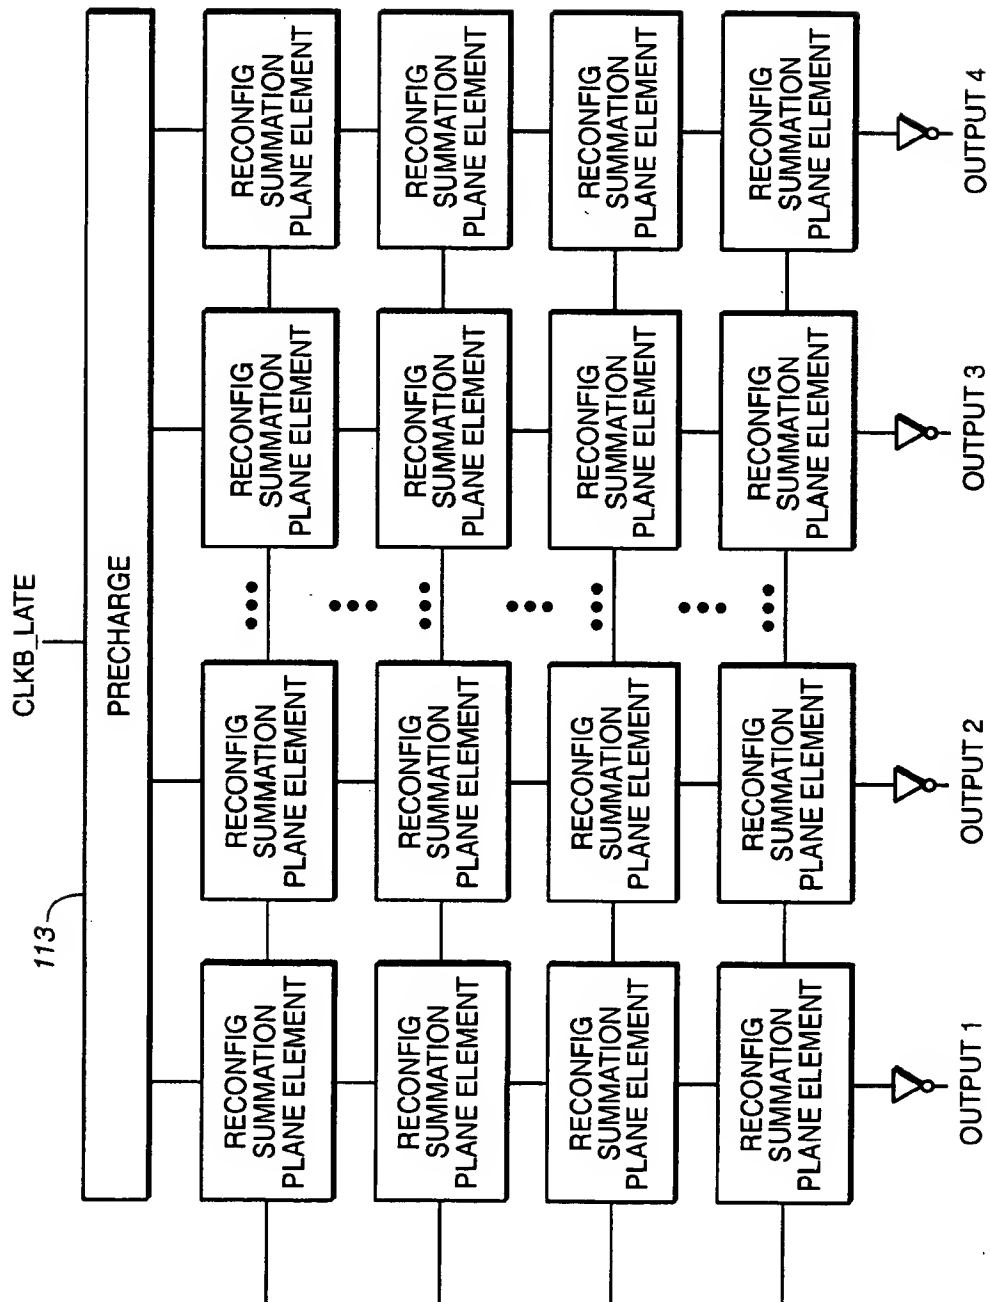 CLKB_LATE
113
PRECHARGE
RECONFIG
SUMMATION
PLANE ELEMENT
RECONFIG
SUMMATION
PLANE ELEMENT
RECONFIG
SUMMATION
PLANE ELEMENT
RECONFIG
SUMMATION
PLANE ELEMENT
RECONFIG
SUMMATION
PLANE ELEMENT
RECONFIG
SUMMATION
PLANE ELEMENT
RECONFIG
SUMMATION
PLANE ELEMENT
RECONFIG
SUMMATION
PLANE ELEMENT
RECONFIG
SUMMATION
PLANE ELEMENT
RECONFIG
SUMMATION
PLANE ELEMENT
RECONFIG
SUMMATION
PLANE ELEMENT
RECONFIG
SUMMATION
PLANE ELEMENT
RECONFIG
SUMMATION
PLANE ELEMENT
RECONFIG
SUMMATION
PLANE ELEMENT
RECONFIG
SUMMATION
PLANE ELEMENT
RECONFIG
SUMMATION
PLANE ELEMENT
OUTPUT 1
OUTPUT 2
OUTPUT 3
OUTPUT 4